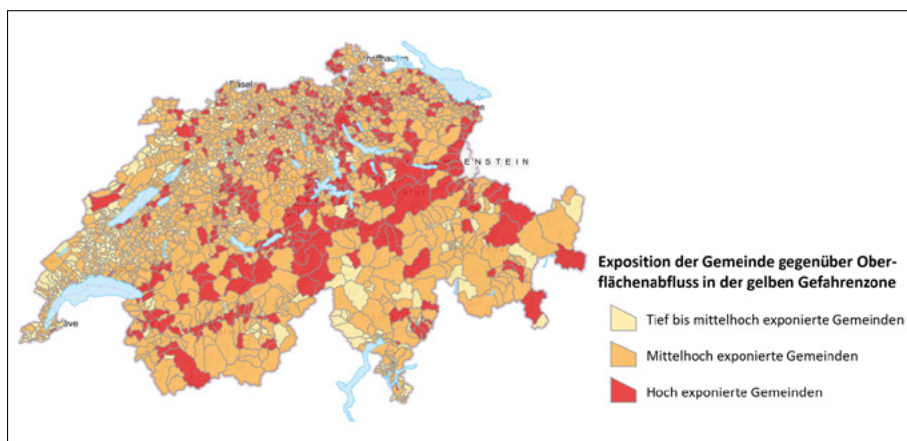 Basel
ENSTEIN
Exposition der Gemeinde gegenüber Ober-
flächenabfluss in der gelben Gefahrenzone
Tief bis mittelhoch exponierte Gemeinden
Mittelhoch exponierte Gemeinden
Hoch exponierte Gemeinden